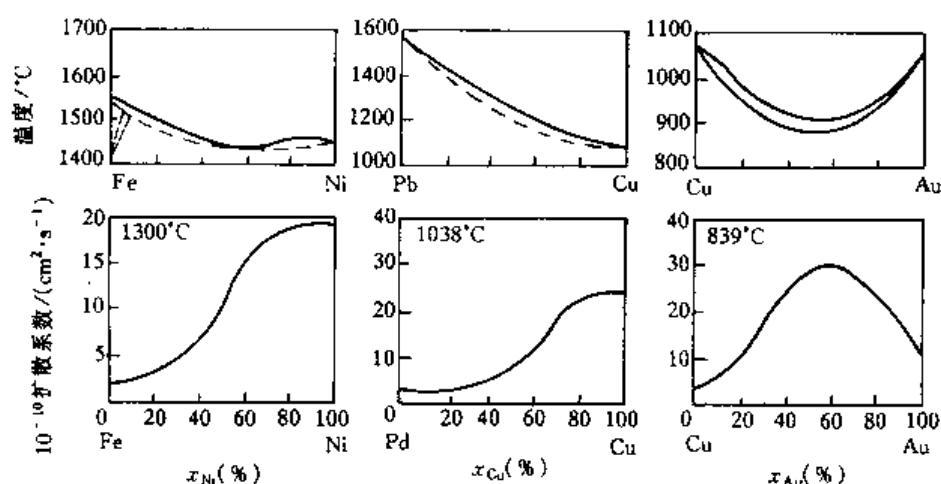 温度/℃
1700
1600
1500
1400
Fe
Ni
1600
1400
1200
1000
Pb
Cu
1100
1000
900
800
Cu
Au
10⁻¹⁰扩散系数/(cm²·s⁻¹)
1300℃
20
15
10
5
0 20 40 60 80 100
Fe
Ni
x_Ni(%)
1038℃
40
30
20
10
0 20 40 60 80 100
Pd
Cu
x_Cu(%)
839℃
40
30
20
10
0 20 40 60 80 100
Cu
Au
x_Au(%)